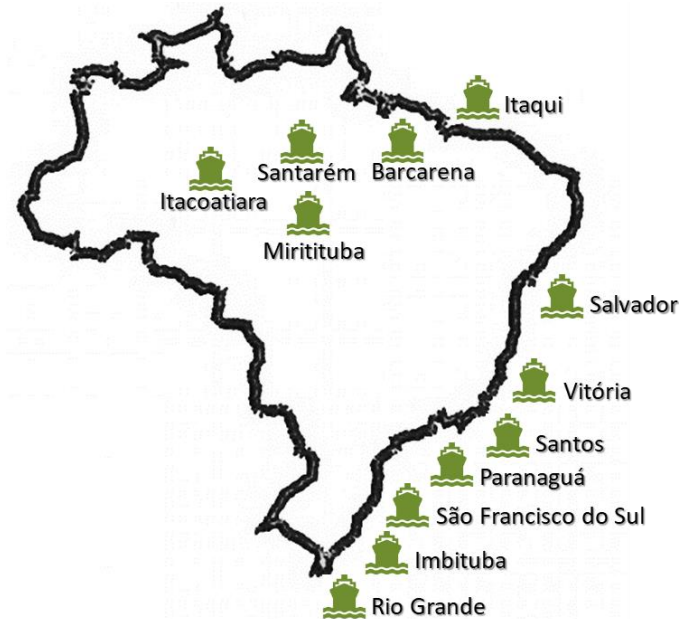 Itaqui
Santarém
Barcarena
Itacoatiara
Miritituba
Salvador
Vitória
Santos
Paranaguá
São Francisco do Sul
Imbituba
Rio Grande